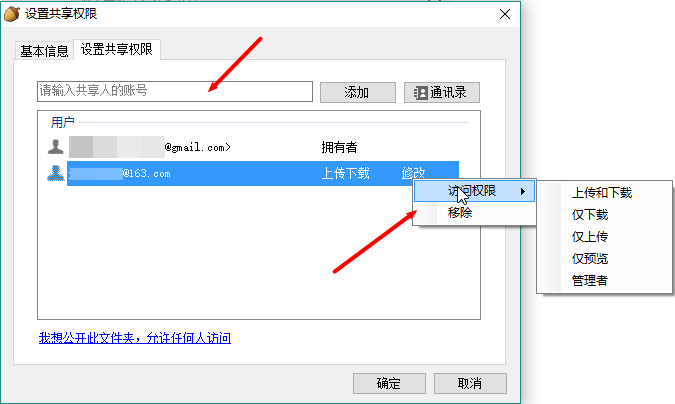 设置共享权限
基本信息 设置共享权限
请输入共享人的账号 添加 通讯录
用户
@gmail.com> 拥有者
@163.com 上传下载 修改
访问权限
移除
上传和下载
仅下载
仅上传
仅预览
管理者
我想公开此文件夹，允许任何人访问
确定 取消